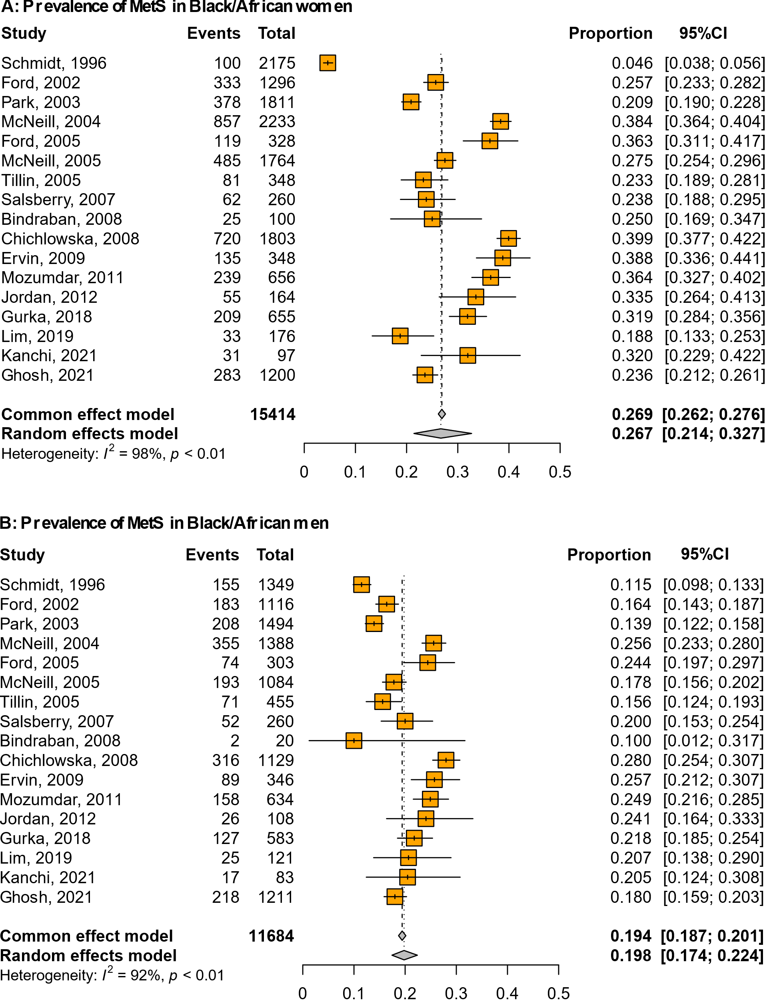 A: Prevalence of MetS in Black/African women
Study Events Total Proportion 95%CI
Schmidt, 1996 100 2175 0.046 [0.038; 0.056]
Ford, 2002 333 1296 0.257 [0.233; 0.282]
Park, 2003 378 1811 0.209 [0.190; 0.228]
McNeill, 2004 857 2233 0.384 [0.364; 0.404]
Ford, 2005 119 328 0.363 [0.311; 0.417]
McNeill, 2005 485 1764 0.275 [0.254; 0.296]
Tillin, 2005 81 348 0.233 [0.189; 0.281]
Salsberry, 2007 62 260 0.238 [0.188; 0.295]
Bindraban, 2008 25 100 0.250 [0.169; 0.347]
Chichlowska, 2008 720 1803 0.399 [0.377; 0.422]
Ervin, 2009 135 348 0.388 [0.336; 0.441]
Mozumdar, 2011 239 656 0.364 [0.327; 0.402]
Jordan, 2012 55 164 0.335 [0.264; 0.413]
Gurka, 2018 209 655 0.319 [0.284; 0.356]
Lim, 2019 33 176 0.188 [0.133; 0.253]
Kanchi, 2021 31 97 0.320 [0.229; 0.422]
Ghosh, 2021 283 1200 0.236 [0.212; 0.261]
Common effect model 15414 0.269 [0.262; 0.276]
Random effects model 0.267 [0.214; 0.327]
Heterogeneity: I² = 98%, p < 0.01
0 0.1 0.2 0.3 0.4 0.5
B: Prevalence of MetS in Black/African men
Study Events Total Proportion 95%CI
Schmidt, 1996 155 1349 0.115 [0.098; 0.133]
Ford, 2002 183 1116 0.164 [0.143; 0.187]
Park, 2003 208 1494 0.139 [0.122; 0.158]
McNeill, 2004 355 1388 0.256 [0.233; 0.280]
Ford, 2005 74 303 0.244 [0.197; 0.297]
McNeill, 2005 193 1084 0.178 [0.156; 0.202]
Tillin, 2005 71 455 0.156 [0.124; 0.193]
Salsberry, 2007 52 260 0.200 [0.153; 0.254]
Bindraban, 2008 2 20 0.100 [0.012; 0.317]
Chichlowska, 2008 316 1129 0.280 [0.254; 0.307]
Ervin, 2009 89 346 0.257 [0.212; 0.307]
Mozumdar, 2011 158 634 0.249 [0.216; 0.285]
Jordan, 2012 26 108 0.241 [0.164; 0.333]
Gurka, 2018 127 583 0.218 [0.185; 0.254]
Lim, 2019 25 121 0.207 [0.138; 0.290]
Kanchi, 2021 17 83 0.205 [0.124; 0.308]
Ghosh, 2021 218 1211 0.180 [0.159; 0.203]
Common effect model 11684 0.194 [0.187; 0.201]
Random effects model 0.198 [0.174; 0.224]
Heterogeneity: I² = 92%, p < 0.01
0 0.1 0.2 0.3 0.4 0.5